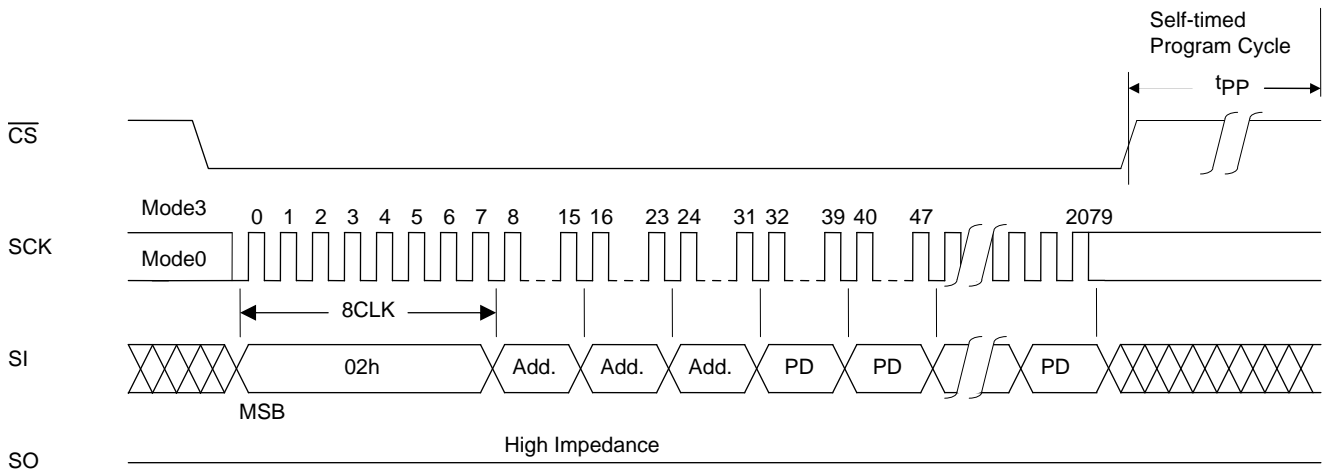 Self-timed
Program Cycle
tPP
CS
Mode3
0 1 2 3 4 5 6 7 8 15 16 23 24 31 32 39 40 47 2079
SCK
Mode0
8CLK
SI
02h Add. Add. Add. PD PD PD
MSB
High Impedance
SO